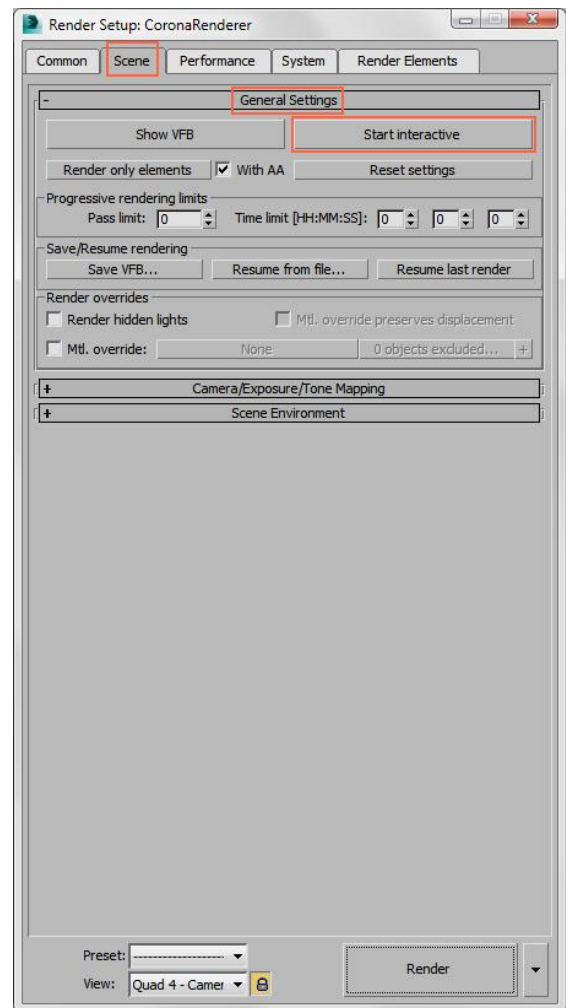 Render Setup: CoronaRenderer
Common Scene Performance System Render Elements
- General Settings
Show VFB Start interactive
Render only elements With AA Reset settings
Progressive rendering limits
Pass limit: 0 Time limit [HH:MM:SS]: 0 0 0
Save/Resume rendering
Save VFB... Resume from file... Resume last render
Render overrides
Render hidden lights Mtl. override preserves displacement
Mtl. override: None 0 objects excluded... +
+ Camera/Exposure/Tone Mapping
+ Scene Environment
Preset: --------------------
View: Quad 4 - Camer
Render